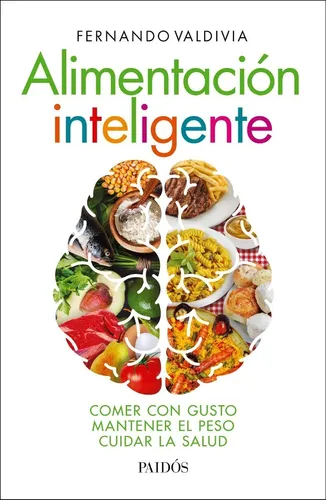 FERNANDO VALDIVIA
Alimentación
inteligente
COMER CON GUSTO
MANTENER EL PESO
CUIDAR LA SALUD
PAIDÓS